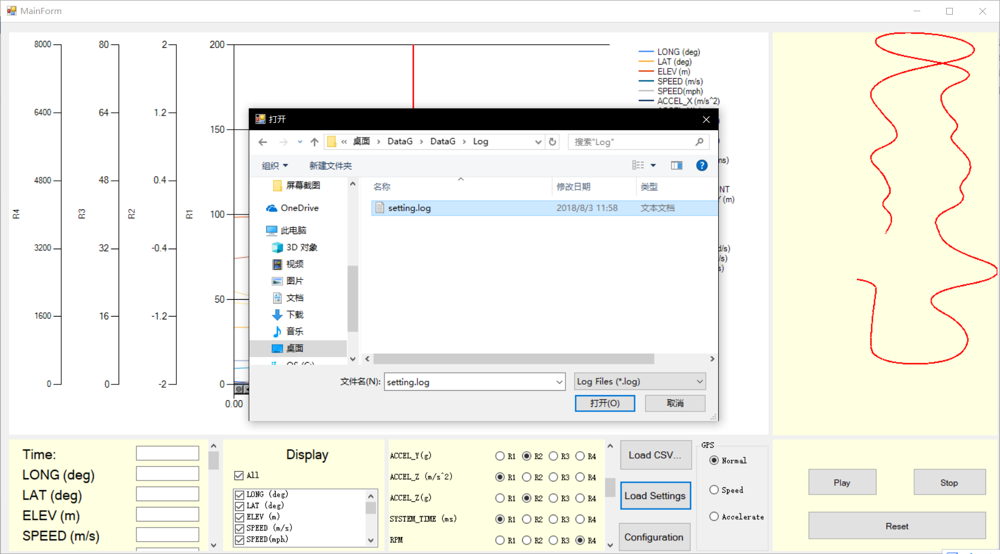 MainForm
8000
6400
4800
3200
1600
0
R4
80
64
48
32
16
0
R3
2
1.2
0.4
-0.4
-1.2
-2
R2
R1
200
150
100
50
0
0.00
LONG (deg)
LAT (deg)
ELEV (m)
SPEED (m/s)
SPEED(mph)
ACCEL_X (m/s^2)
ms)
NT
(m)
d/s)
/s)
s)
打开
« 桌面 › DataG › DataG › Log
搜索"Log"
组织
新建文件夹
屏幕截图
OneDrive
此电脑
3D 对象
视频
图片
文档
下载
音乐
桌面
名称
修改日期
类型
setting.log
2018/8/3 11:58
文本文档
文件名(N):
setting.log
Log Files (*.log)
打开(O)
取消
Time:
LONG (deg)
LAT (deg)
ELEV (m)
SPEED (m/s)
Display
All
LONG (deg)
LAT (deg)
ELEV (m)
SPEED (m/s)
SPEED(mph)
ACCEL_Y(g) R1 R2 R3 R4
ACCEL_Z (m/s^2) R1 R2 R3 R4
ACCEL_Z(g) R1 R2 R3 R4
SYSTEM_TIME (ms) R1 R2 R3 R4
RPM R1 R2 R3 R4
Load CSV...
Load Settings
Configuration
GPS
Normal
Speed
Accelerate
Play
Stop
Reset